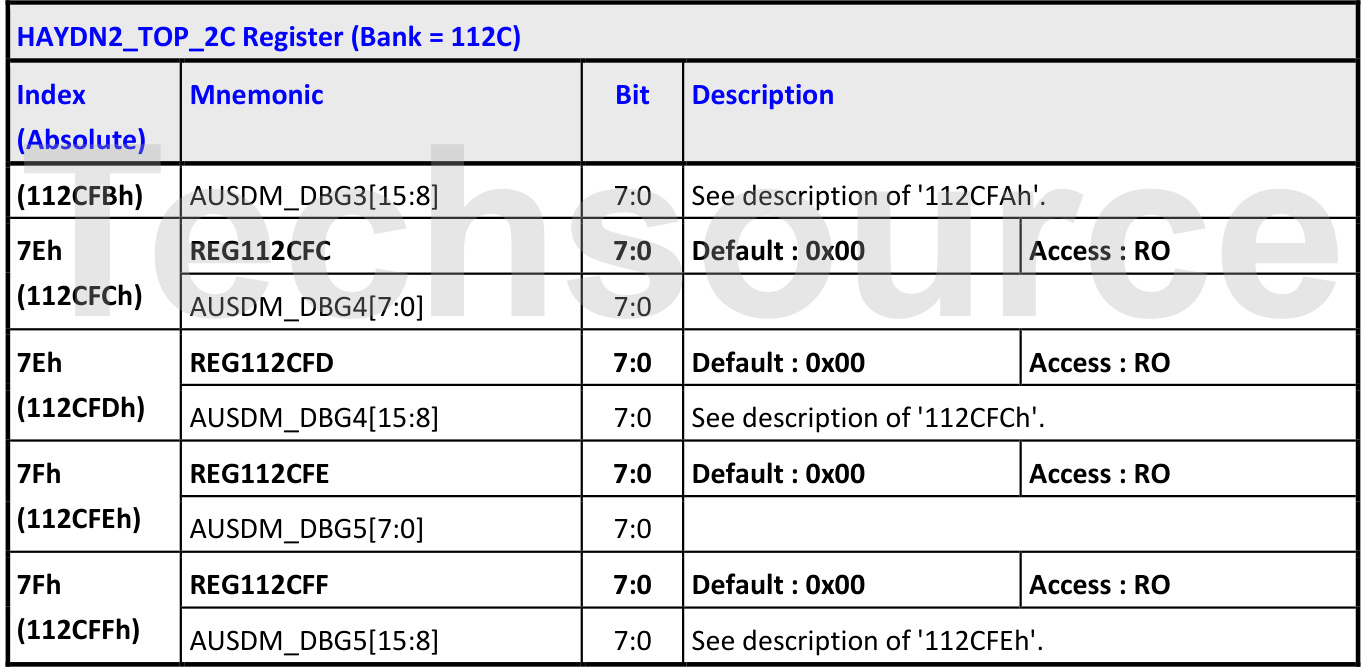 HAYDN2_TOP_2C Register (Bank = 112C)
Index (Absolute) Mnemonic Bit Description
(112CFBh) AUSDM_DBG3[15:8] 7:0 See description of '112CFAh'.
7Eh (112CFCh) REG112CFC 7:0 Default : 0x00 Access : RO
AUSDM_DBG4[7:0] 7:0
7Eh (112CFDh) REG112CFD 7:0 Default : 0x00 Access : RO
AUSDM_DBG4[15:8] 7:0 See description of '112CFCh'.
7Fh (112CFEh) REG112CFE 7:0 Default : 0x00 Access : RO
AUSDM_DBG5[7:0] 7:0
7Fh (112CFFh) REG112CFF 7:0 Default : 0x00 Access : RO
AUSDM_DBG5[15:8] 7:0 See description of '112CFEh'.
Techsource